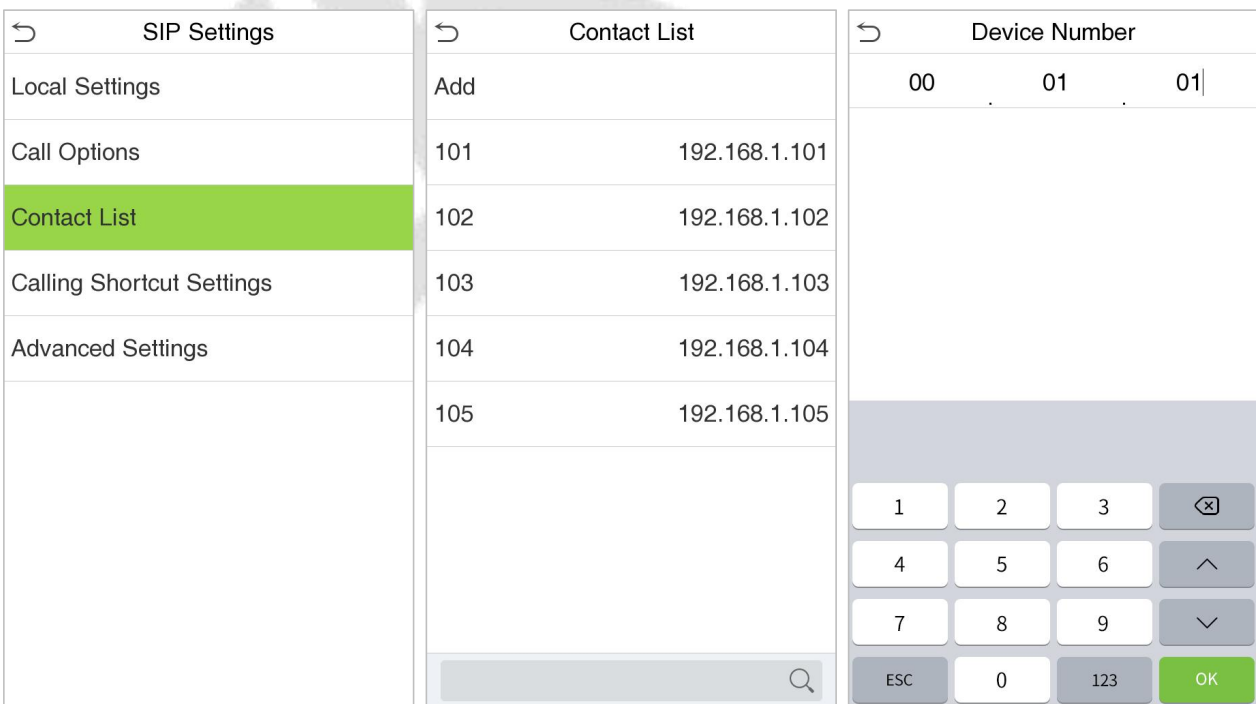 SIP Settings
Local Settings
Call Options
Contact List
Calling Shortcut Settings
Advanced Settings
Contact List
Add
101 192.168.1.101
102 192.168.1.102
103 192.168.1.103
104 192.168.1.104
105 192.168.1.105
Device Number
00 . 01 . 01
1 2 3
4 5 6
7 8 9
ESC 0 123 OK